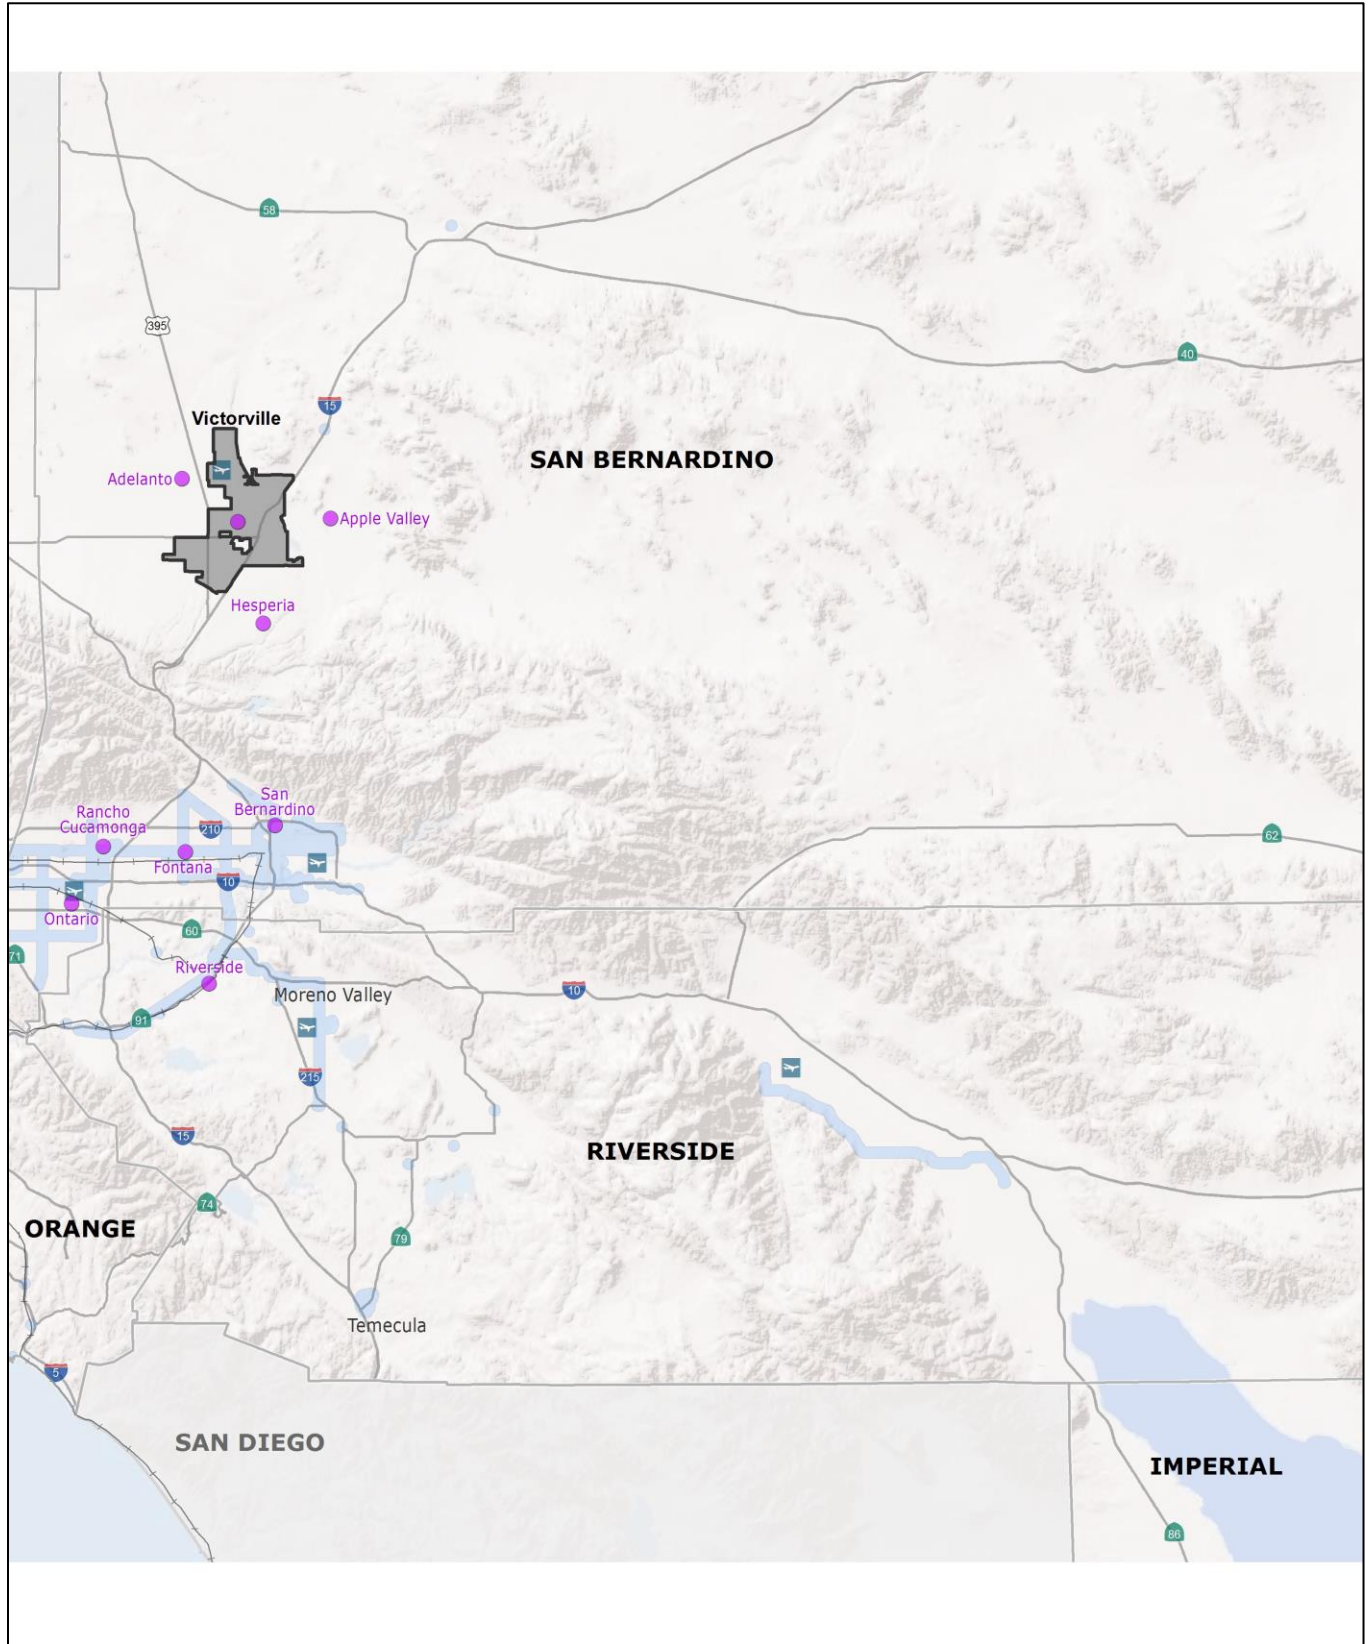 58
395
40
15
Victorville
SAN BERNARDINO
Adelanto
Apple Valley
Hesperia
San
Bernardino
Rancho
Cucamonga
210
62
Fontana
10
Ontario
60
71
Riverside
10
Moreno Valley
91
215
15
RIVERSIDE
74
ORANGE
79
Temecula
5
SAN DIEGO
IMPERIAL
86